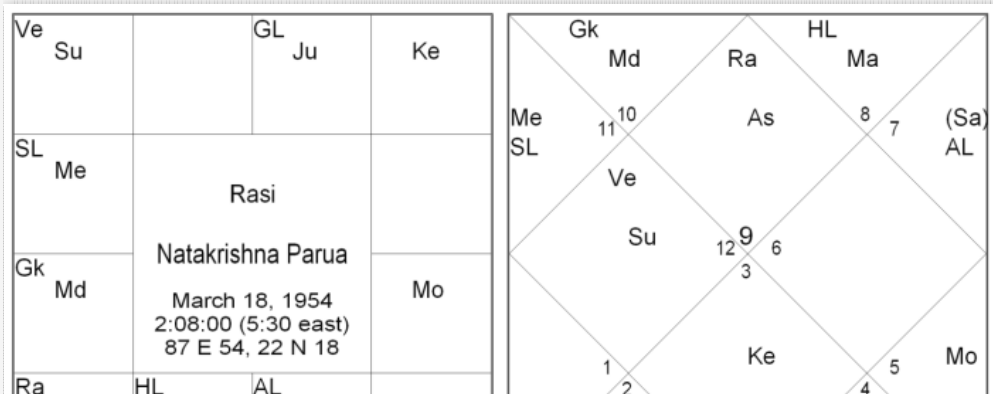 Ve
Su
GL
Ju
Ke
SL
Me
Rasi
Natakrishna Parua
March 18, 1954
2:08:00 (5:30 east)
87 E 54, 22 N 18
Gk
Md
Mo
Ra
HL
AL
Gk
Md
Ra
HL
Ma
Me
SL
10
11
As
8
7
(Sa)
AL
Ve
Su
12
9
6
3
1
2
Ke
5
4
Mo